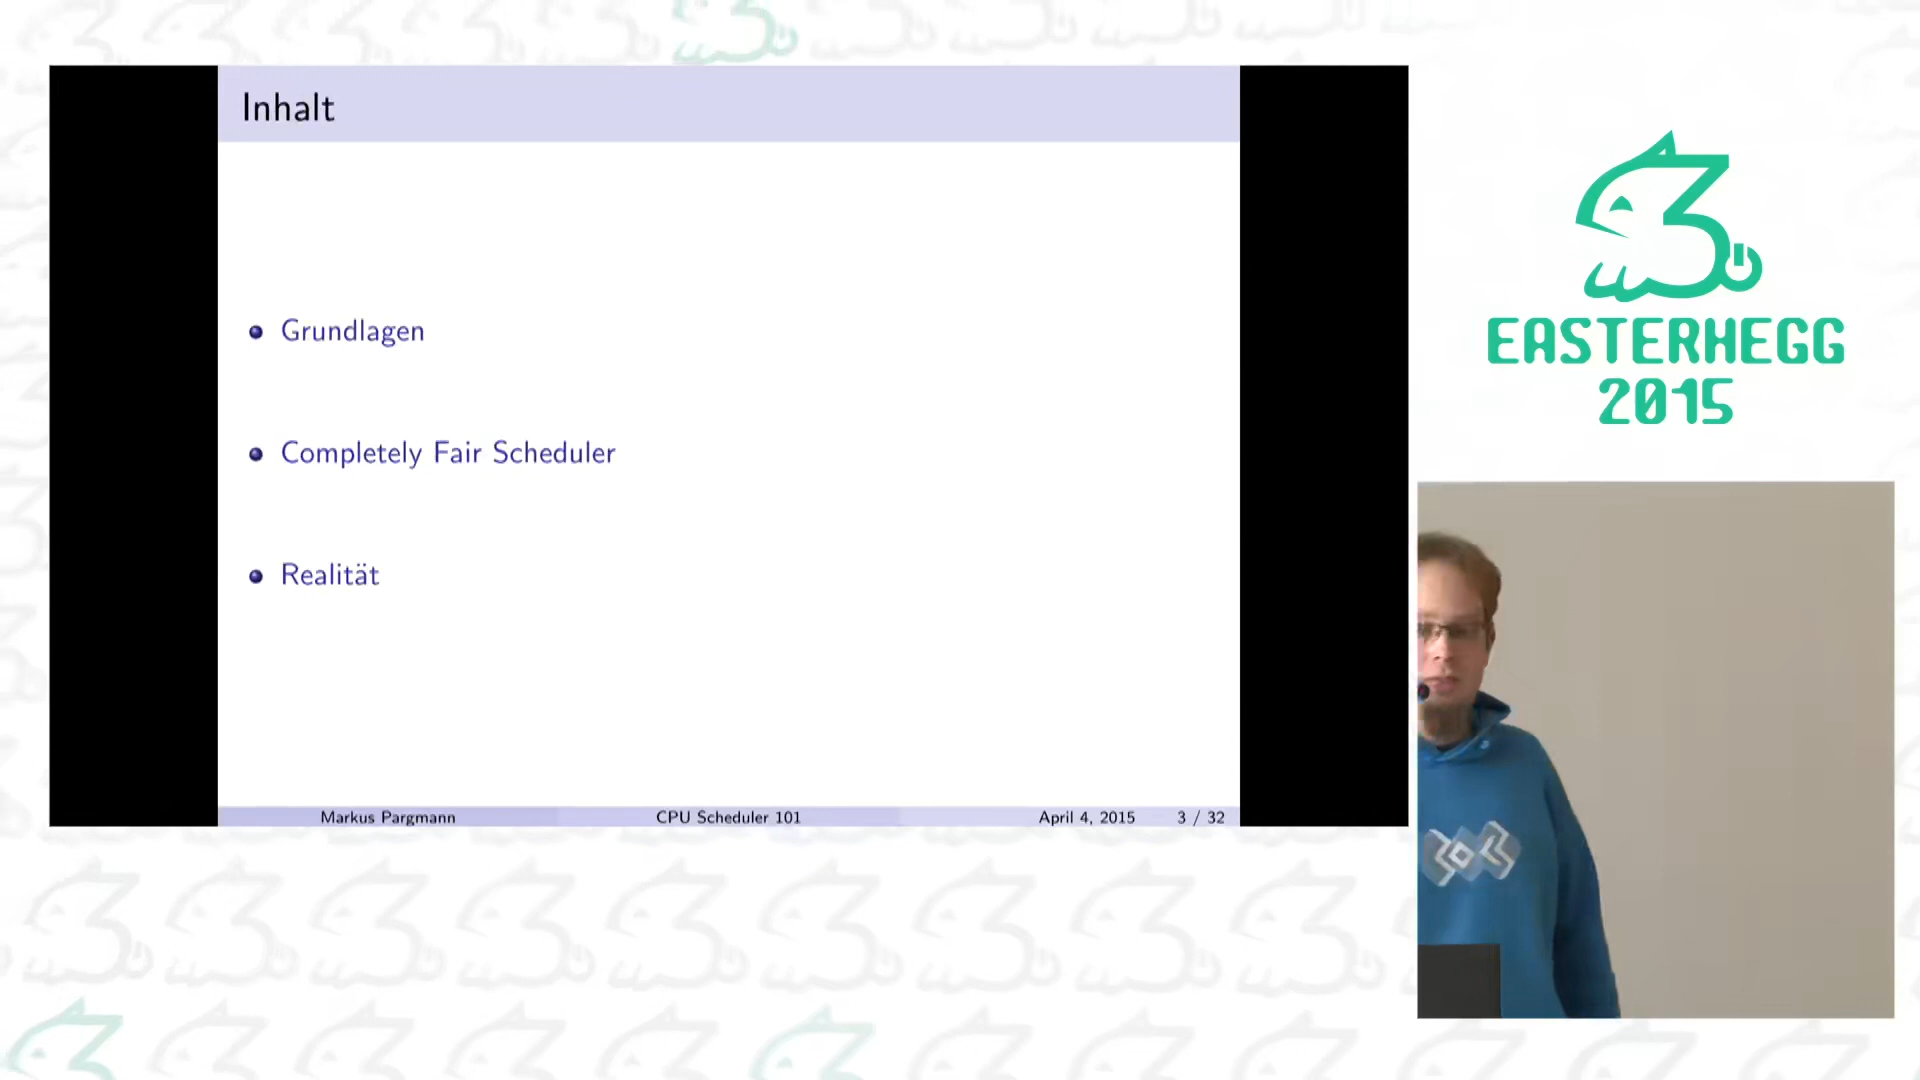 Inhalt
Grundlagen
Completely Fair Scheduler
Realität
Markus Pargmann CPU Scheduler 101 April 4, 2015 3 / 32
EASTERHEGG
2015